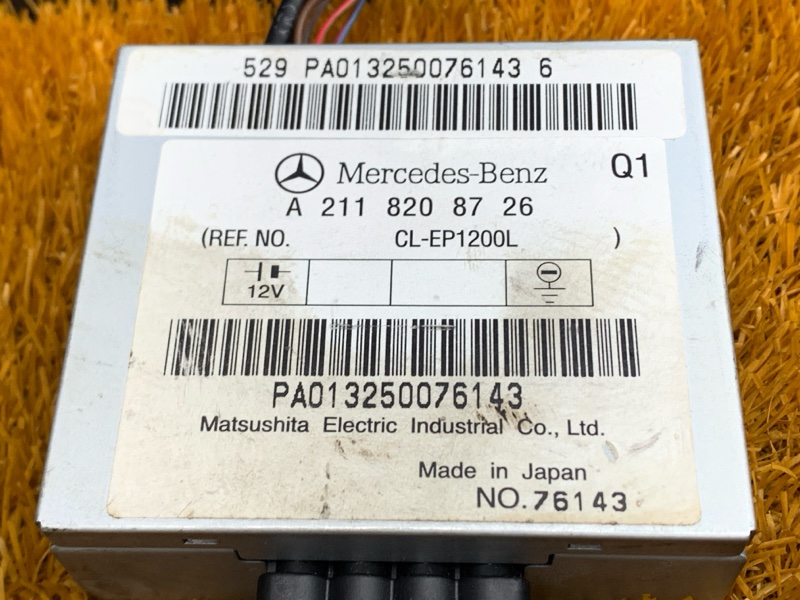 529 PA013250076143 6
Mercedes-Benz Q1
A 211 820 87 26
(REF. NO. CL-EP1200L )
12V
PA013250076143
Matsushita Electric Industrial Co., Ltd.
Made in Japan
NO. 76143